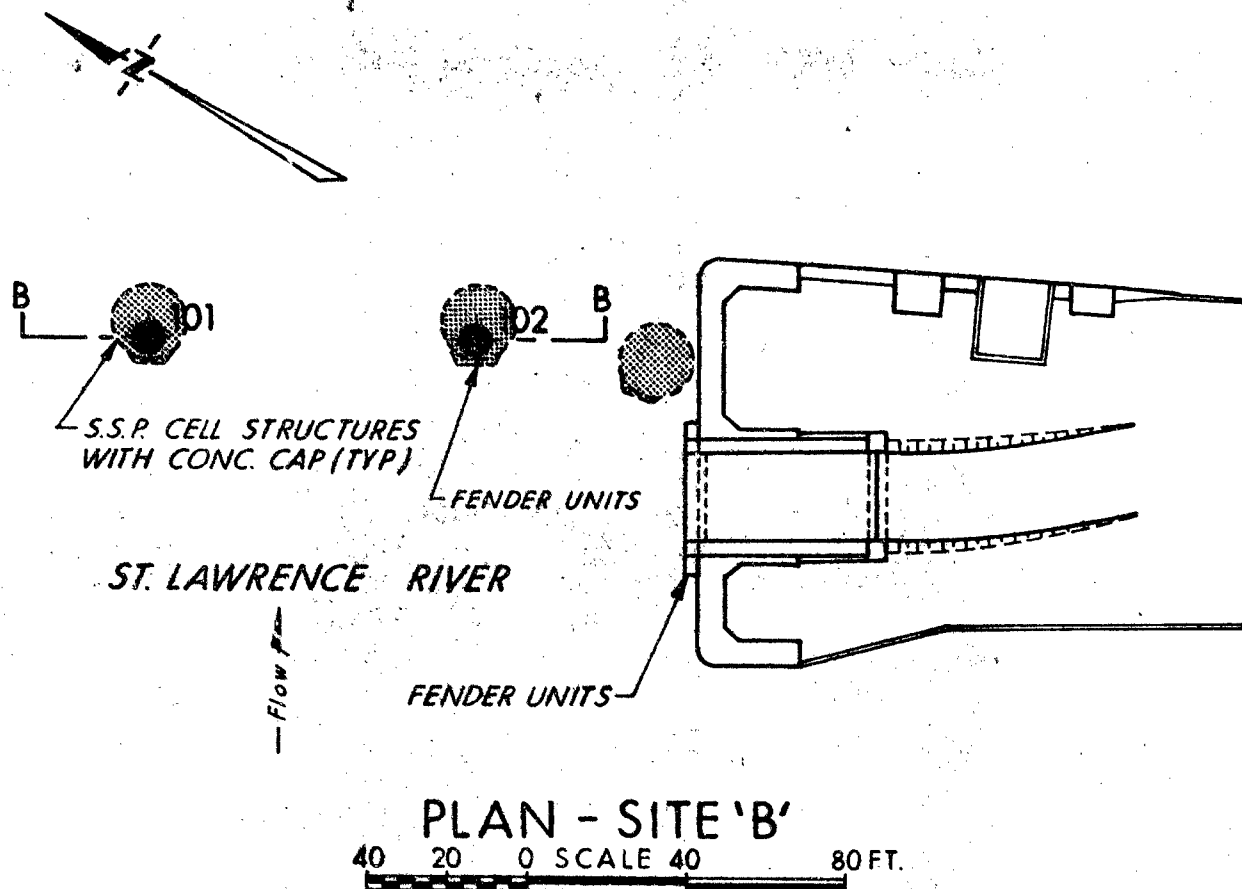 N
B
101
102
B
S.S.P. CELL STRUCTURES
WITH CONC. CAP (TYP)
FENDER UNITS
ST. LAWRENCE RIVER
Flow
FENDER UNITS
PLAN - SITE 'B'
40 20 0 SCALE 40 80 FT.